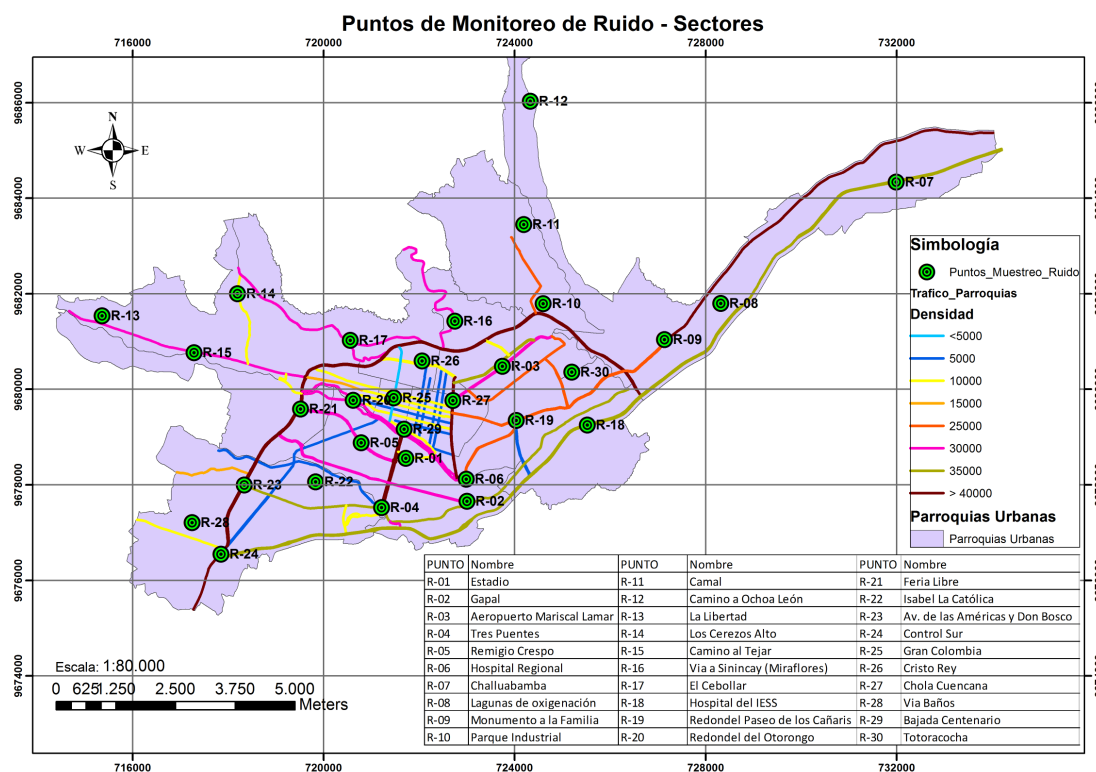 Puntos de Monitoreo de Ruido - Sectores
716000 720000 724000 728000 732000
9686000
9684000
9682000
9680000
9678000
9676000
9674000
N
W E
S
R-12
R-07
R-11
R-14
R-13
R-10
R-08
R-16
R-17
R-15
R-09
R-26
R-03
R-30
R-20
R-25
R-27
R-21
R-29
R-19
R-18
R-05
R-01
R-06
R-23
R-22
R-02
R-04
R-28
R-24
Simbología
Puntos_Muestreo_Ruido
Trafico_Parroquias
Densidad
<5000
5000
10000
15000
25000
30000
35000
> 40000
Parroquias Urbanas
Parroquias Urbanas
PUNTO Nombre PUNTO Nombre PUNTO Nombre
R-01 Estadio R-11 Camal R-21 Feria Libre
R-02 Gapal R-12 Camino a Ochoa León R-22 Isabel La Católica
R-03 Aeropuerto Mariscal Lamar R-13 La Libertad R-23 Av. de las Américas y Don Bosco
R-04 Tres Puentes R-14 Los Cerezos Alto R-24 Control Sur
R-05 Remigio Crespo R-15 Camino al Tejar R-25 Gran Colombia
R-06 Hospital Regional R-16 Via a Sinincay (Miraflores) R-26 Cristo Rey
R-07 Challuabamba R-17 El Cebollar R-27 Chola Cuencana
R-08 Lagunas de oxigenación R-18 Hospital del IESS R-28 Via Baños
R-09 Monumento a la Familia R-19 Redondel Paseo de los Cañaris R-29 Bajada Centenario
R-10 Parque Industrial R-20 Redondel del Otorongo R-30 Totoracocha
Escala: 1:80.000
0 625 1.250 2.500 3.750 5.000
Meters
716000 720000 724000 728000 732000